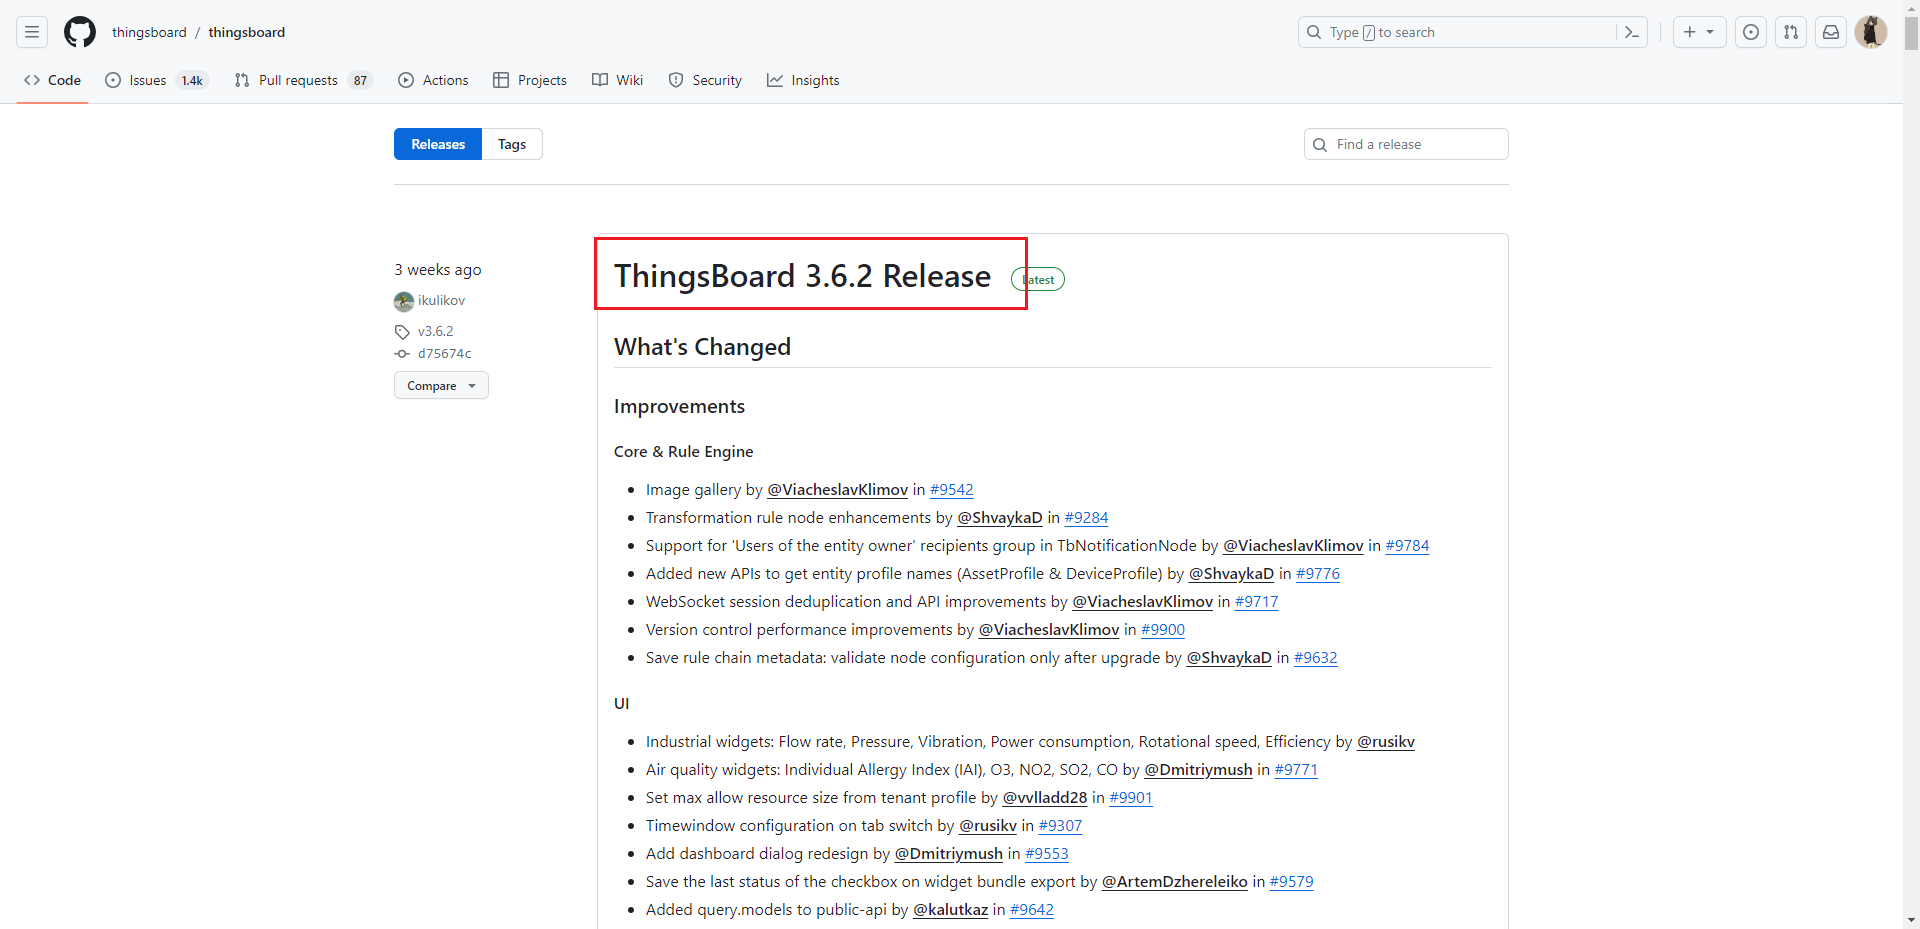 thingsboard / thingsboard
Type / to search
Code
Issues 1.4k
Pull requests 87
Actions
Projects
Wiki
Security
Insights
Releases
Tags
Find a release
3 weeks ago
ikulikov
v3.6.2
d75674c
Compare
ThingsBoard 3.6.2 Release Latest
What's Changed
Improvements
Core & Rule Engine
Image gallery by @ViacheslavKlimov in #9542
Transformation rule node enhancements by @ShvaykaD in #9284
Support for 'Users of the entity owner' recipients group in TbNotificationNode by @ViacheslavKlimov in #9784
Added new APIs to get entity profile names (AssetProfile & DeviceProfile) by @ShvaykaD in #9776
WebSocket session deduplication and API improvements by @ViacheslavKlimov in #9717
Version control performance improvements by @ViacheslavKlimov in #9900
Save rule chain metadata: validate node configuration only after upgrade by @ShvaykaD in #9632
UI
Industrial widgets: Flow rate, Pressure, Vibration, Power consumption, Rotational speed, Efficiency by @rusikv
Air quality widgets: Individual Allergy Index (IAI), O3, NO2, SO2, CO by @Dmitriymush in #9771
Set max allow resource size from tenant profile by @vvlladd28 in #9901
Timewindow configuration on tab switch by @rusikv in #9307
Add dashboard dialog redesign by @Dmitriymush in #9553
Save the last status of the checkbox on widget bundle export by @ArtemDzhereleiko in #9579
Added query.models to public-api by @kalutkaz in #9642